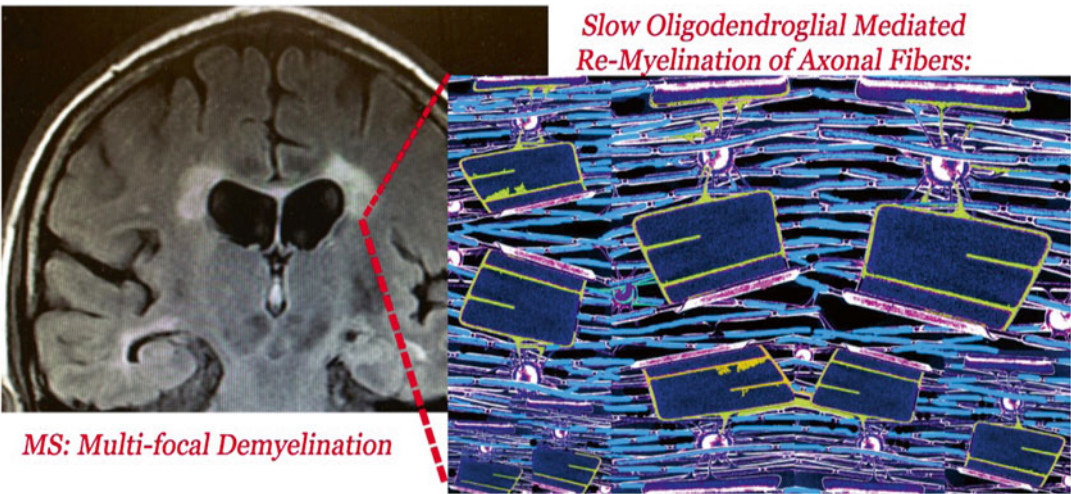 Slow Oligodendroglial Mediated
Re-Myelination of Axonal Fibers:
MS: Multi-focal Demyelination